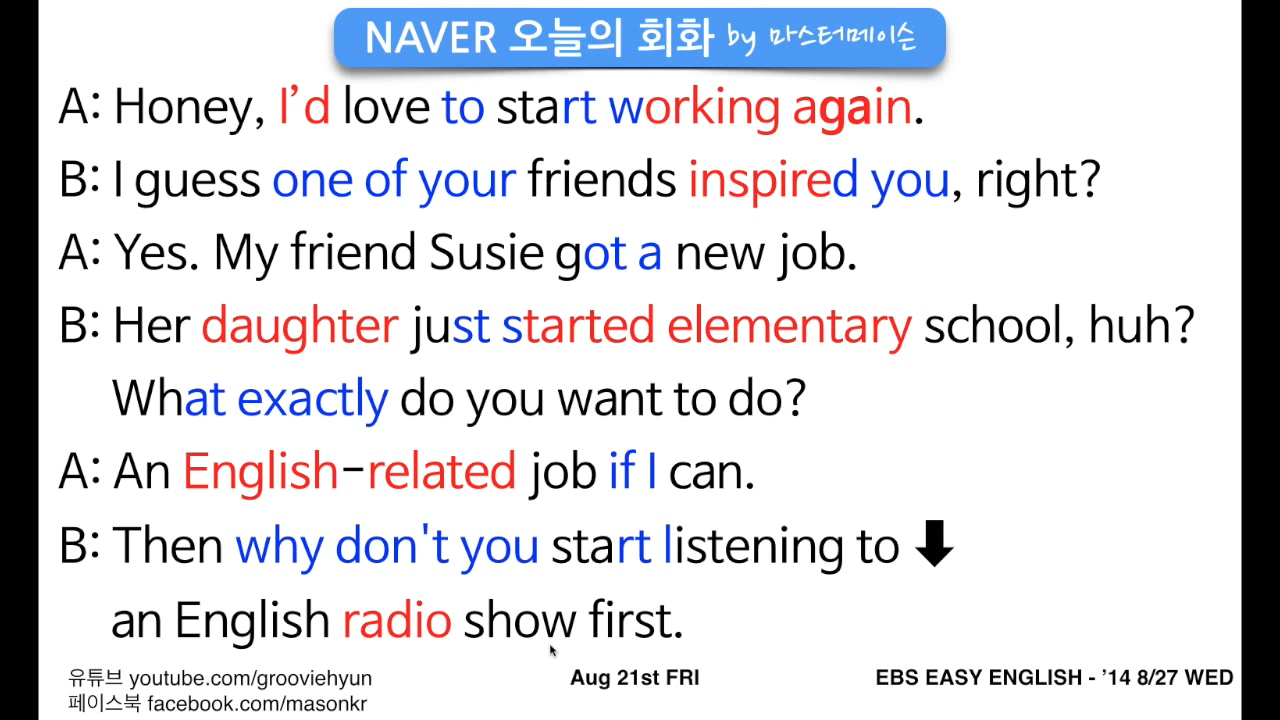 NAVER 오늘의 회화 by 마스터메이슨
A: Honey, I’d love to start working again.
B: I guess one of your friends inspired you, right?
A: Yes. My friend Susie got a new job.
B: Her daughter just started elementary school, huh?
What exactly do you want to do?
A: An English-related job if I can.
B: Then why don't you start listening to ⬇
an English radio show first.
유튜브 youtube.com/grooviehyun
페이스북 facebook.com/masonkr
Aug 21st FRI
EBS EASY ENGLISH - ’14 8/27 WED